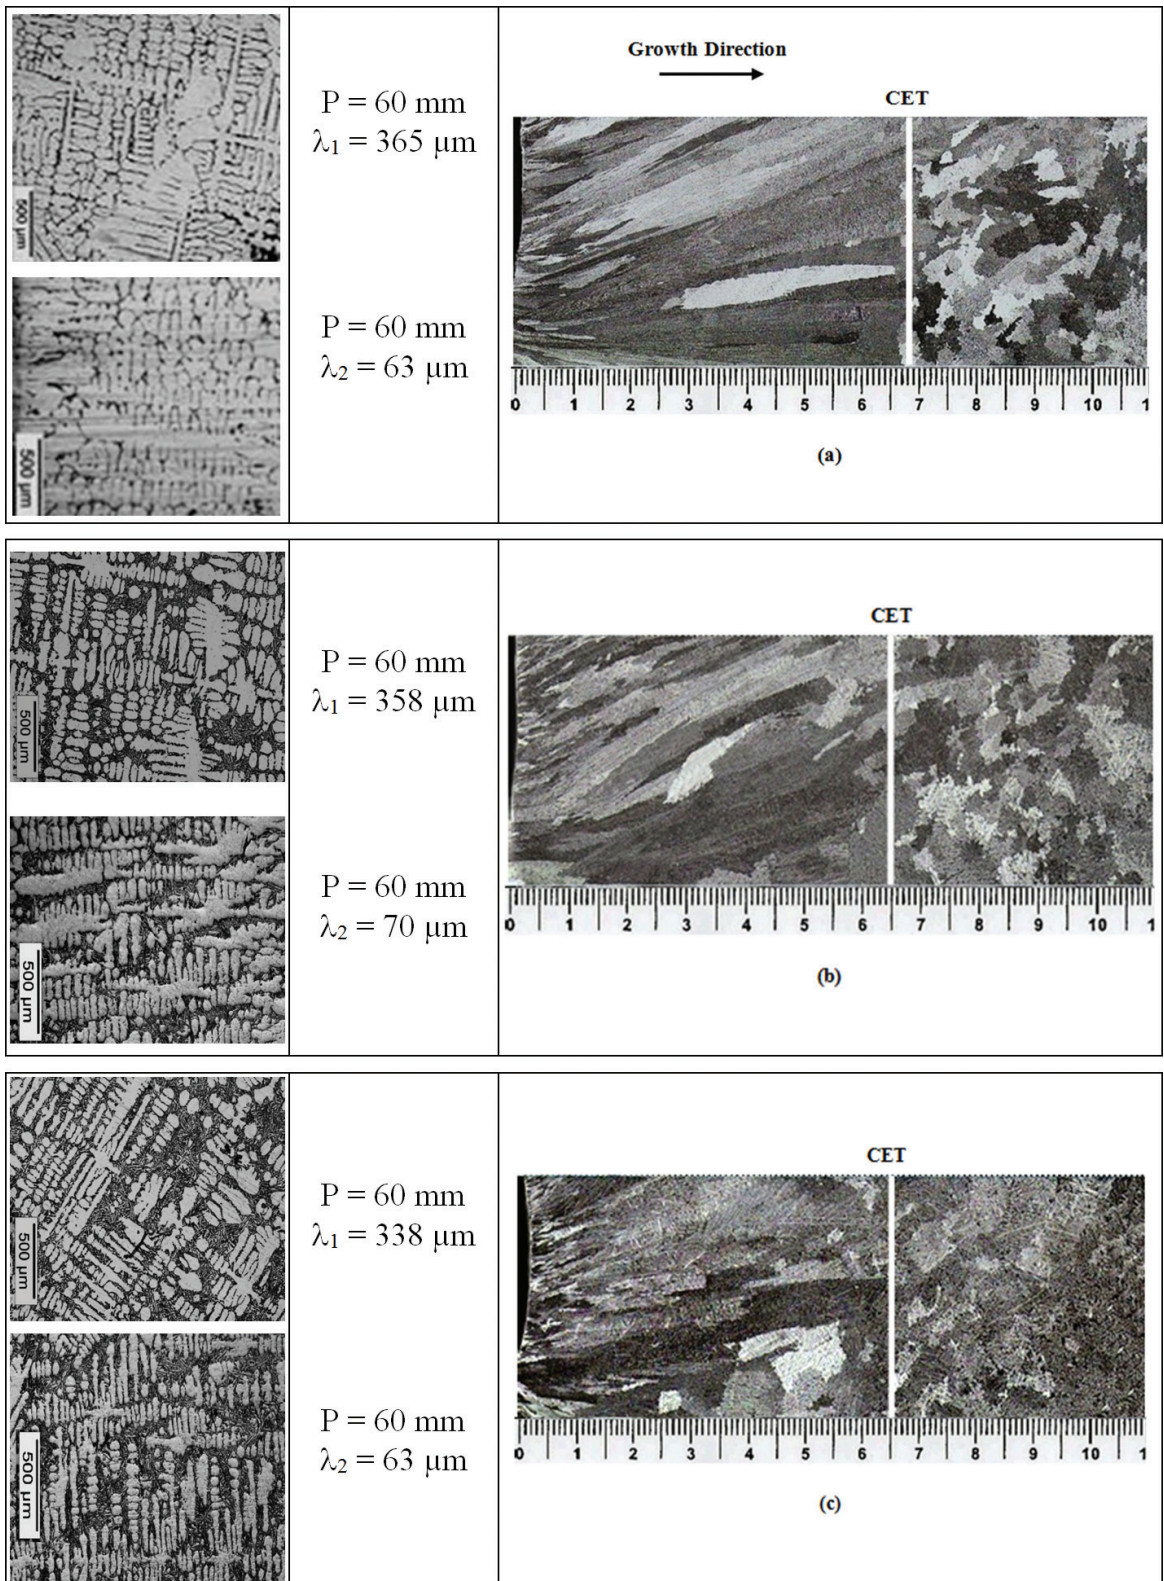 500 µm
P = 60 mm
λ₁ = 365 µm
500 µm
P = 60 mm
λ₂ = 63 µm
Growth Direction
CET
0 1 2 3 4 5 6 7 8 9 10 1
(a)
500 µm
P = 60 mm
λ₁ = 358 µm
500 µm
P = 60 mm
λ₂ = 70 µm
CET
0 1 2 3 4 5 6 7 8 9 10 1
(b)
500 µm
P = 60 mm
λ₁ = 338 µm
500 µm
P = 60 mm
λ₂ = 63 µm
CET
0 1 2 3 4 5 6 7 8 9 10 1
(c)